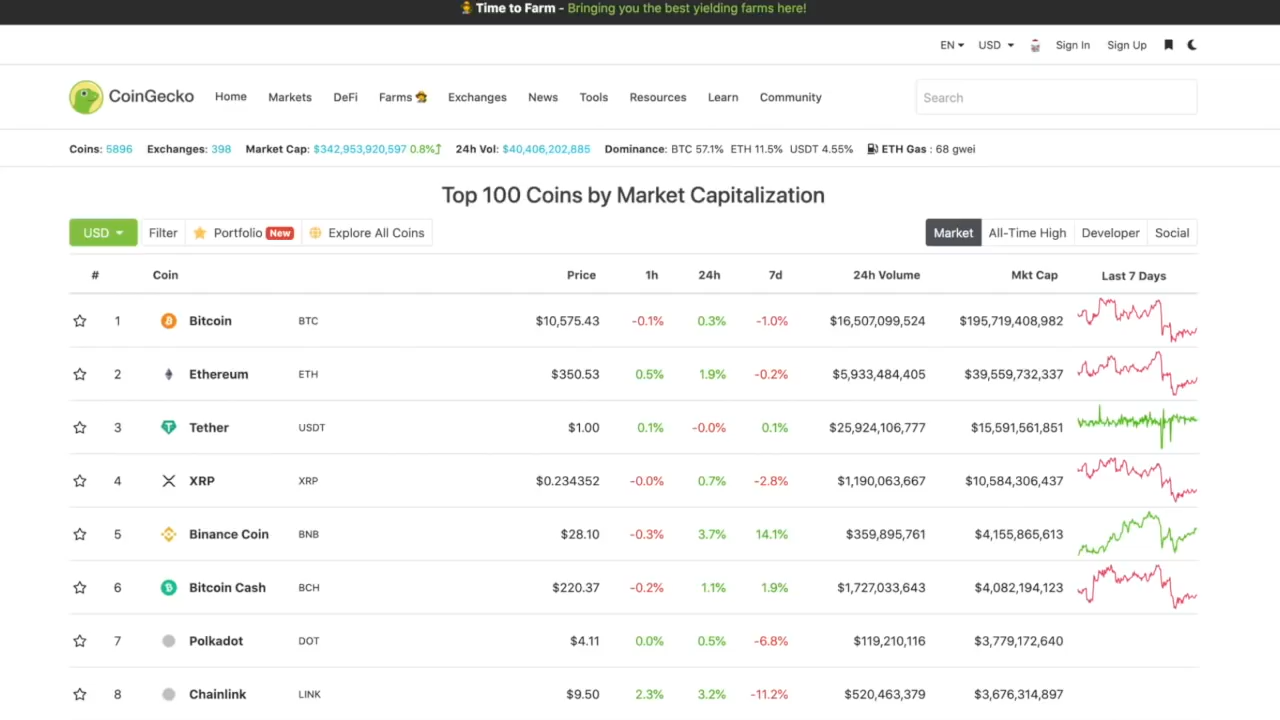 Time to Farm - Bringing you the best yielding farms here!
EN USD Sign In Sign Up
CoinGecko Home Markets DeFi Farms Exchanges News Tools Resources Learn Community Search
Coins: 5896 Exchanges: 398 Market Cap: $342,953,920,597 0.8% 24h Vol: $40,406,202,885 Dominance: BTC 57.1% ETH 11.5% USDT 4.55% ETH Gas : 68 gwei
Top 100 Coins by Market Capitalization
USD Filter Portfolio New Explore All Coins Market All-Time High Developer Social
# Coin Price 1h 24h 7d 24h Volume Mkt Cap Last 7 Days
1 Bitcoin BTC $10,575.43 -0.1% 0.3% -1.0% $16,507,099,524 $195,719,408,982
2 Ethereum ETH $350.53 0.5% 1.9% -0.2% $5,933,484,405 $39,559,732,337
3 Tether USDT $1.00 0.1% -0.0% 0.1% $25,924,106,777 $15,591,561,851
4 XRP XRP $0.234352 -0.0% 0.7% -2.8% $1,190,063,667 $10,584,306,437
5 Binance Coin BNB $28.10 -0.3% 3.7% 14.1% $359,895,761 $4,155,865,613
6 Bitcoin Cash BCH $220.37 -0.2% 1.1% 1.9% $1,727,033,643 $4,082,194,123
7 Polkadot DOT $4.11 0.0% 0.5% -6.8% $119,210,116 $3,779,172,640
8 Chainlink LINK $9.50 2.3% 3.2% -11.2% $520,463,379 $3,676,314,897